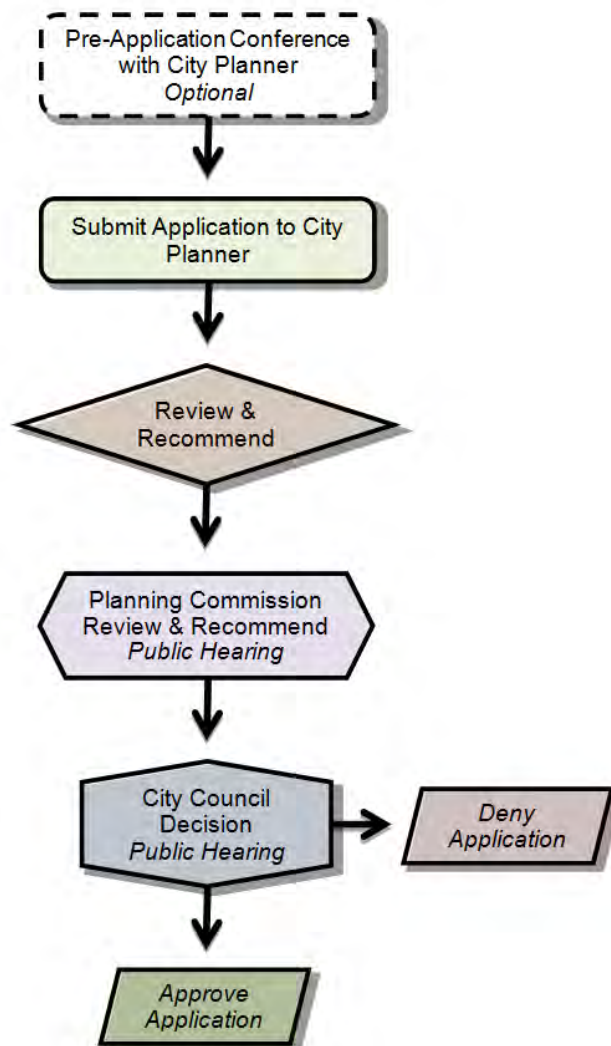 Pre-Application Conference
with City Planner
Optional
Submit Application to City
Planner
Review &
Recommend
Planning Commission
Review & Recommend
Public Hearing
City Council
Decision
Public Hearing
Deny
Application
Approve
Application